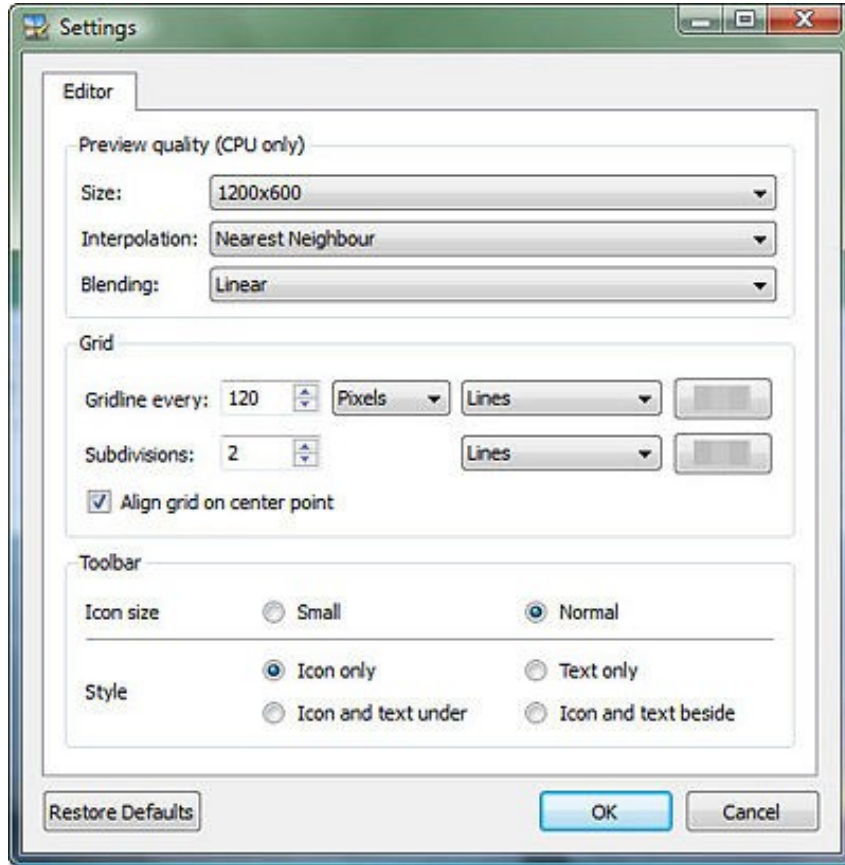 Settings
Editor
Preview quality (CPU only)
Size: 1200x600
Interpolation: Nearest Neighbour
Blending: Linear
Grid
Gridline every: 120 Pixels Lines
Subdivisions: 2 Lines
Align grid on center point
Toolbar
Icon size Small Normal
Icon only Text only
Style
Icon and text under Icon and text beside
Restore Defaults OK Cancel